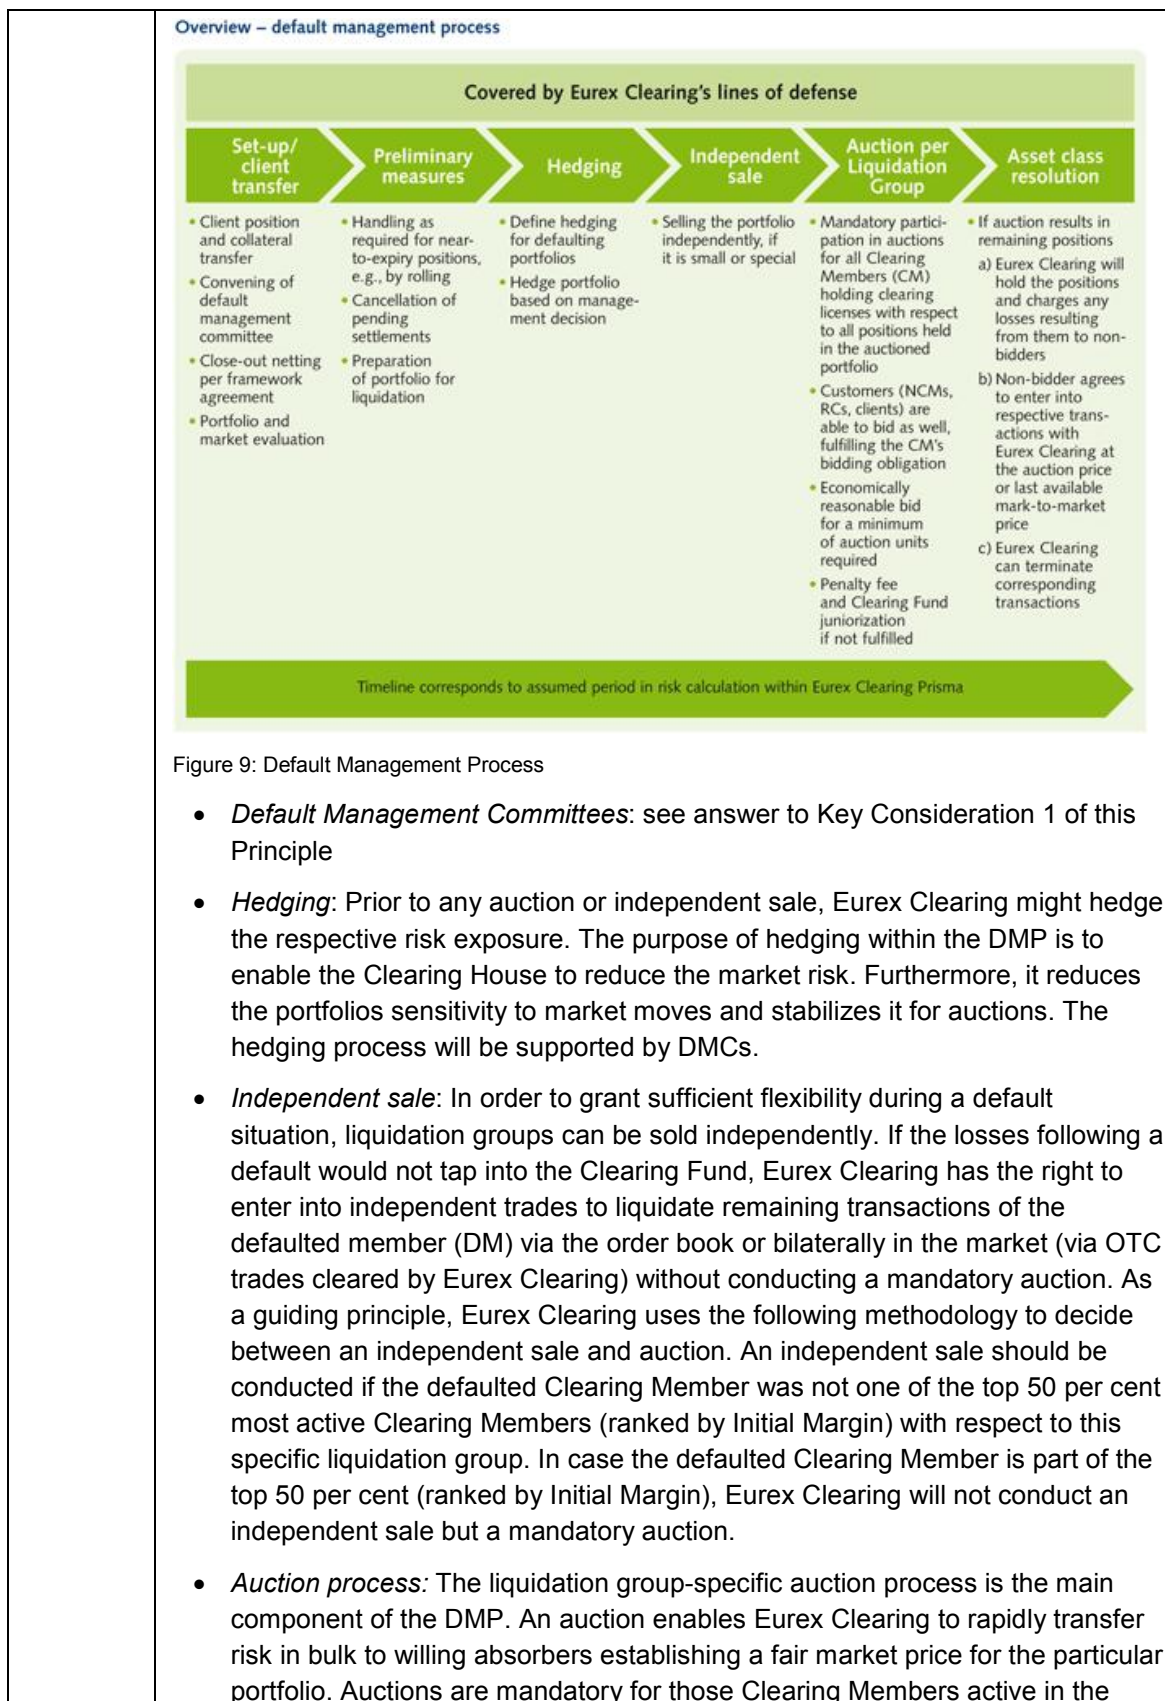 Overview – default management process
Covered by Eurex Clearing's lines of defense
Set-up/
client
transfer
Preliminary
measures
Hedging
Independent
sale
Auction per
Liquidation
Group
Asset class
resolution
• Client position
and collateral
transfer
• Convening of
default
management
committee
• Close-out netting
per framework
agreement
• Portfolio and
market evaluation
• Handling as
required for near-
to-expiry positions,
e.g., by rolling
• Cancellation of
pending
settlements
• Preparation
of portfolio for
liquidation
• Define hedging
for defaulting
portfolios
• Hedge portfolio
based on manage-
ment decision
• Selling the portfolio
independently, if
it is small or special
• Mandatory partici-
pation in auctions
for all Clearing
Members (CM)
holding clearing
licenses with respect
to all positions held
in the auctioned
portfolio
• Customers (NCMs,
RCs, clients) are
able to bid as well,
fulfilling the CM's
bidding obligation
• Economically
reasonable bid
for a minimum
of auction units
required
• Penalty fee
and Clearing Fund
juniorization
if not fulfilled
• If auction results in
remaining positions
a) Eurex Clearing will
hold the positions
and charges any
losses resulting
from them to non-
bidders
b) Non-bidder agrees
to enter into
respective trans-
actions with
Eurex Clearing at
the auction price
or last available
mark-to-market
price
c) Eurex Clearing
can terminate
corresponding
transactions
Timeline corresponds to assumed period in risk calculation within Eurex Clearing Prisma
Figure 9: Default Management Process
• Default Management Committees: see answer to Key Consideration 1 of this
Principle
• Hedging: Prior to any auction or independent sale, Eurex Clearing might hedge
the respective risk exposure. The purpose of hedging within the DMP is to
enable the Clearing House to reduce the market risk. Furthermore, it reduces
the portfolios sensitivity to market moves and stabilizes it for auctions. The
hedging process will be supported by DMCs.
• Independent sale: In order to grant sufficient flexibility during a default
situation, liquidation groups can be sold independently. If the losses following a
default would not tap into the Clearing Fund, Eurex Clearing has the right to
enter into independent trades to liquidate remaining transactions of the
defaulted member (DM) via the order book or bilaterally in the market (via OTC
trades cleared by Eurex Clearing) without conducting a mandatory auction. As
a guiding principle, Eurex Clearing uses the following methodology to decide
between an independent sale and auction. An independent sale should be
conducted if the defaulted Clearing Member was not one of the top 50 per cent
most active Clearing Members (ranked by Initial Margin) with respect to this
specific liquidation group. In case the defaulted Clearing Member is part of the
top 50 per cent (ranked by Initial Margin), Eurex Clearing will not conduct an
independent sale but a mandatory auction.
• Auction process: The liquidation group-specific auction process is the main
component of the DMP. An auction enables Eurex Clearing to rapidly transfer
risk in bulk to willing absorbers establishing a fair market price for the particular
portfolio. Auctions are mandatory for those Clearing Members active in the